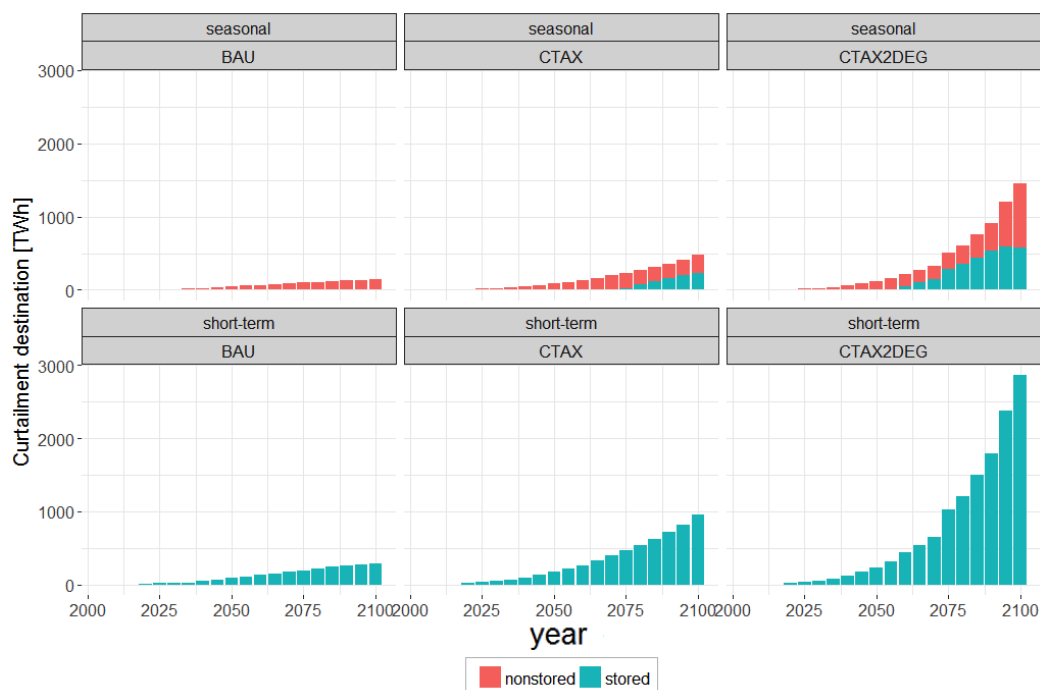 seasonal seasonal seasonal
BAU CTAX CTAX2DEG
3000
2000
1000
0
short-term short-term short-term
BAU CTAX CTAX2DEG
3000
2000
1000
0
Curtailment destination [TWh]
2000 2025 2050 2075 2100 2000 2025 2050 2075 2100 2000 2025 2050 2075 2100
year
nonstored stored